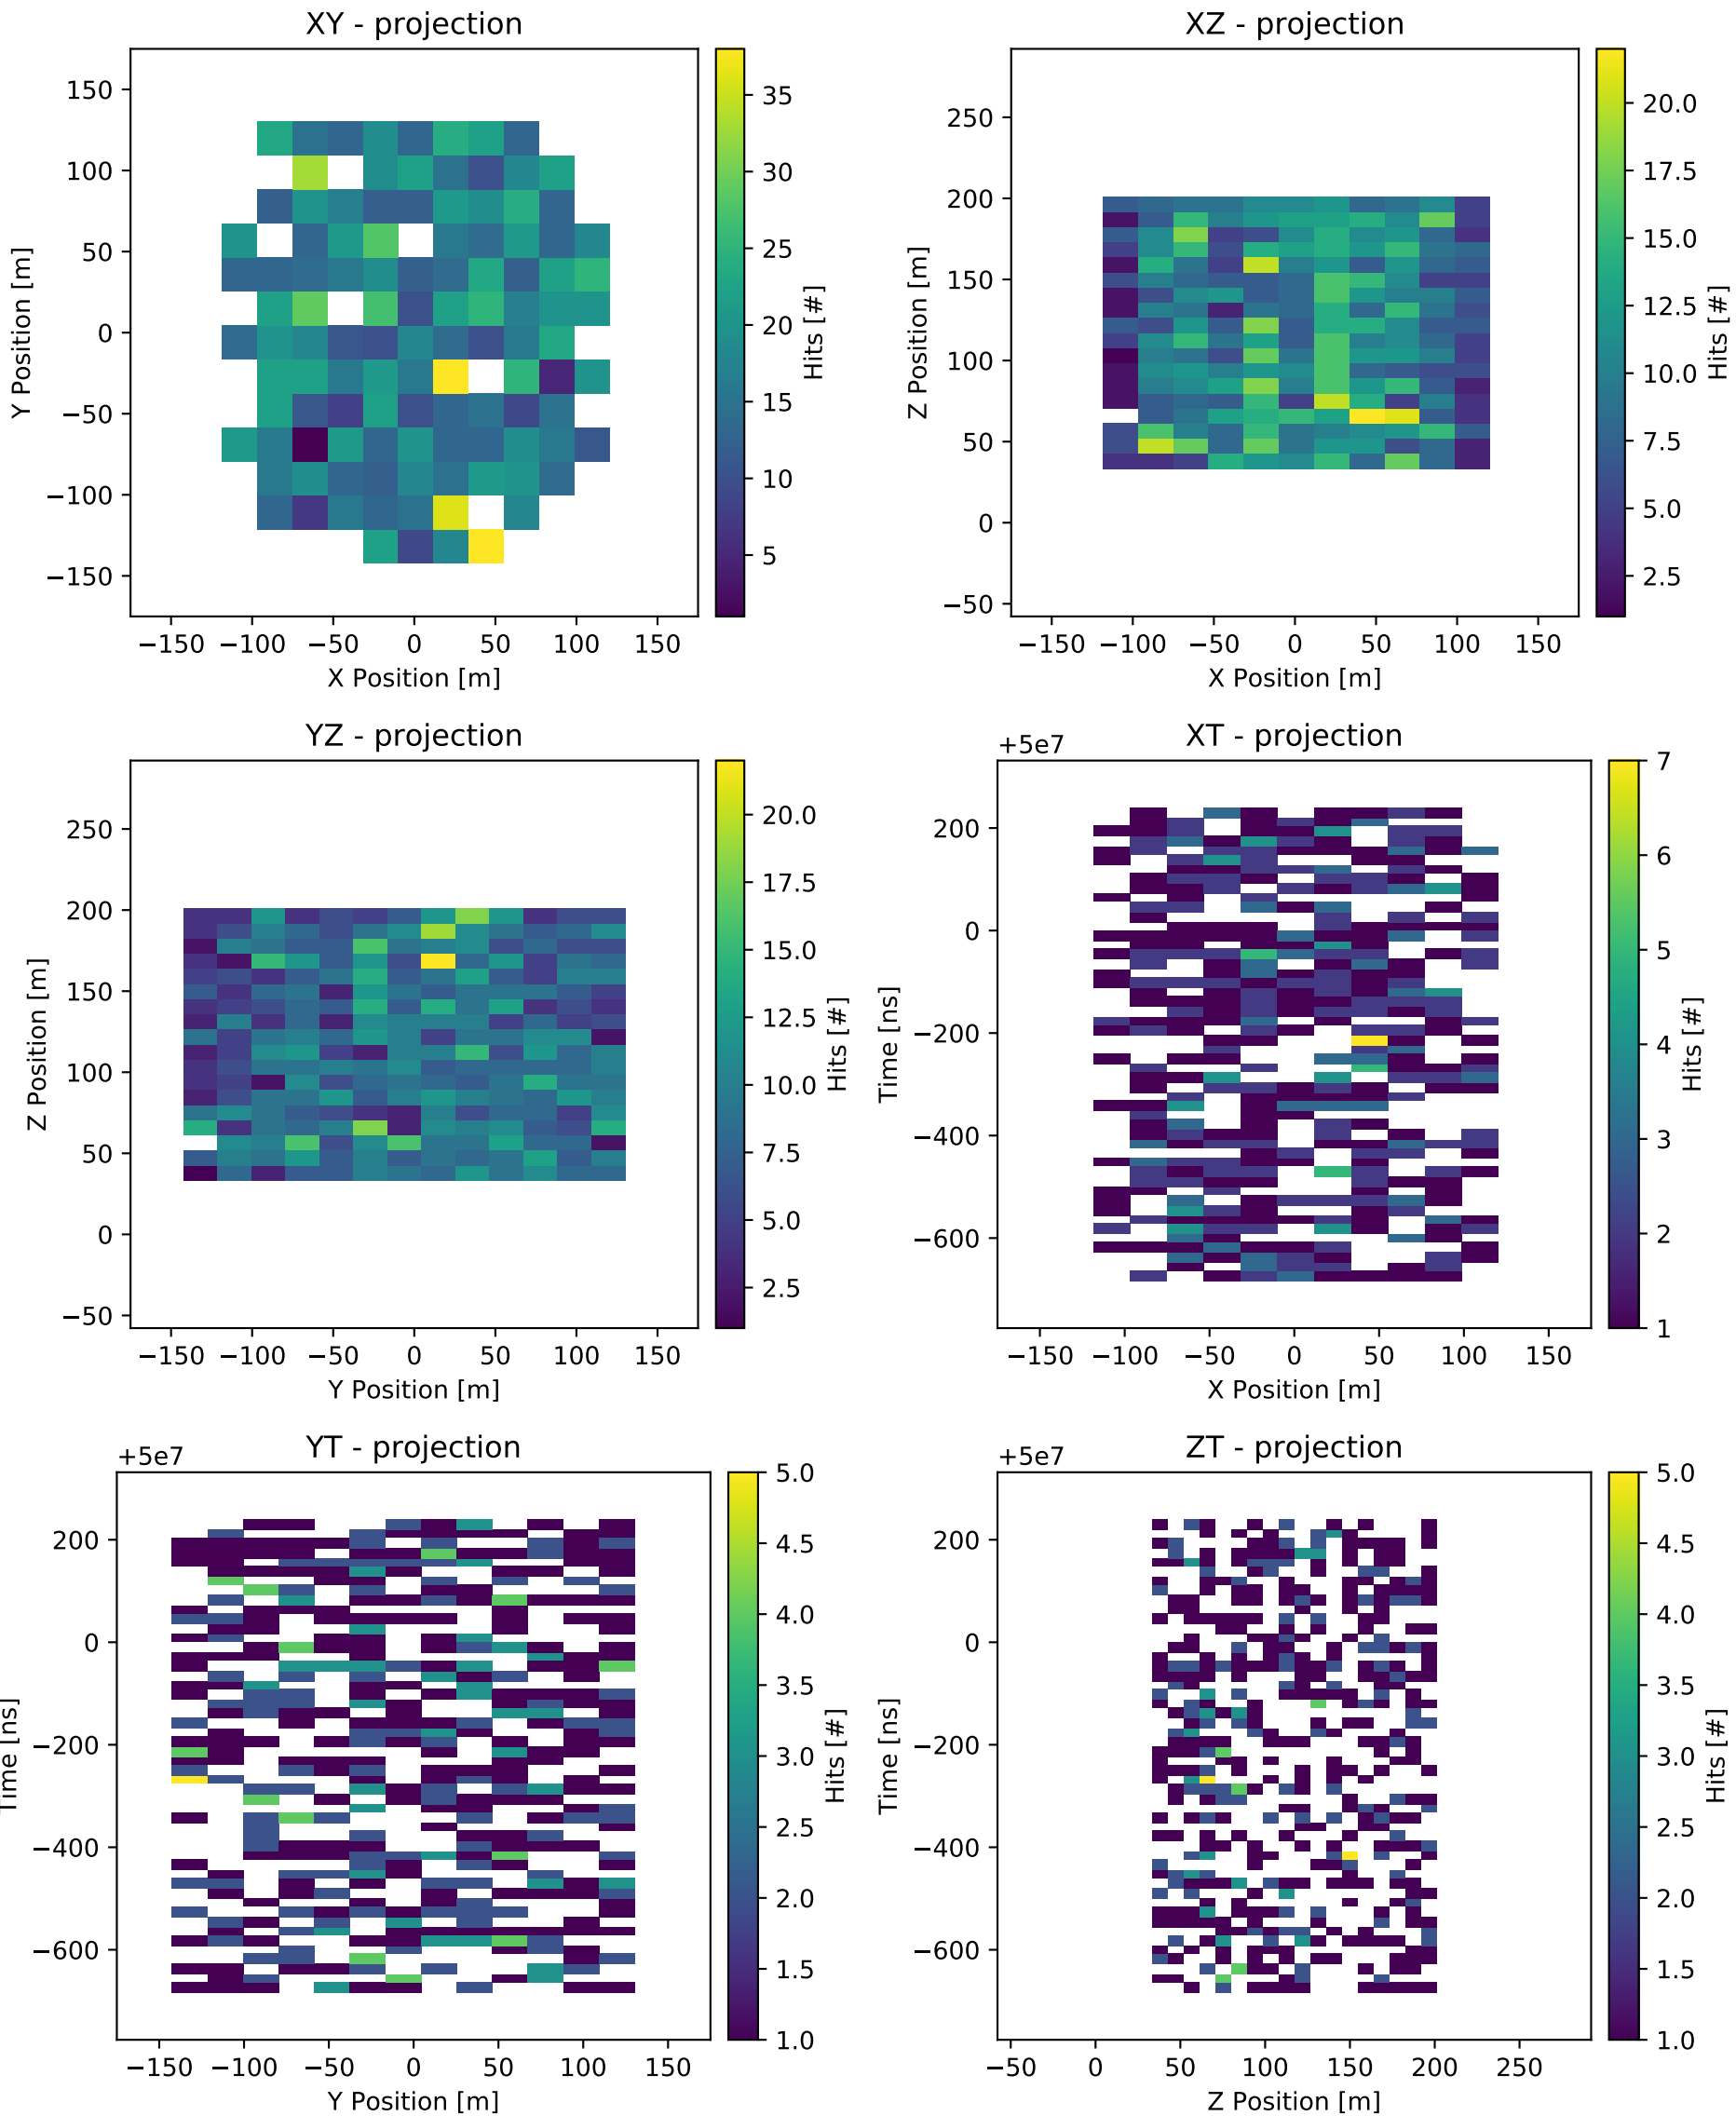 XY - projection
150
100
50
0
−50
−100
−150
−150 −100 −50 0 50 100 150
X Position [m]
Y Position [m]
35
30
25
20
15
10
5
Hits [#]
XZ - projection
250
200
150
100
50
0
−50
−150 −100 −50 0 50 100 150
X Position [m]
Z Position [m]
20.0
17.5
15.0
12.5
10.0
7.5
5.0
2.5
Hits [#]
YZ - projection
250
200
150
100
50
0
−50
−150 −100 −50 0 50 100 150
Y Position [m]
Z Position [m]
20.0
17.5
15.0
12.5
10.0
7.5
5.0
2.5
Hits [#]
+5e7
XT - projection
200
0
−200
−400
−600
−150 −100 −50 0 50 100 150
X Position [m]
Time [ns]
7
6
5
4
3
2
1
Hits [#]
+5e7
YT - projection
200
0
−200
−400
−600
−150 −100 −50 0 50 100 150
Y Position [m]
Time [ns]
5.0
4.5
4.0
3.5
3.0
2.5
2.0
1.5
1.0
Hits [#]
+5e7
ZT - projection
200
0
−200
−400
−600
−50 0 50 100 150 200 250
Z Position [m]
Time [ns]
5.0
4.5
4.0
3.5
3.0
2.5
2.0
1.5
1.0
Hits [#]